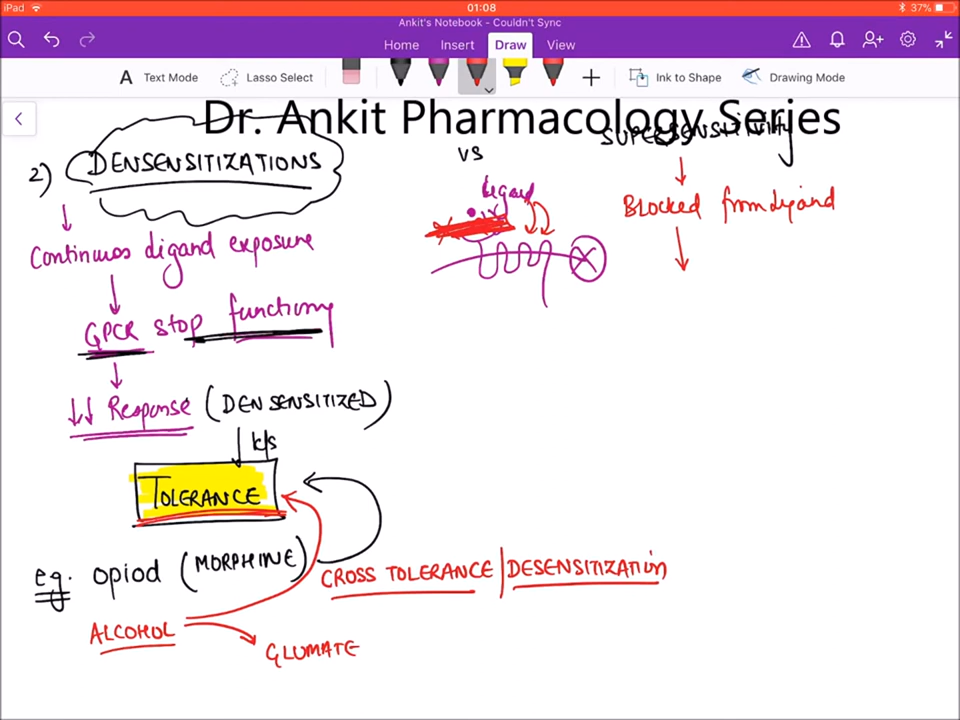 iPad 01:08 37%
Ankit's Notebook - Couldn't Sync
Home Insert Draw View
A Text Mode Lasso Select Ink to Shape Drawing Mode
Dr. Ankit Pharmacology Series
2) DENSENSITIZATIONS
VS
SUPERSENSITIVITY
Continuos ligand exposure
GPCR stop functiony
↓↓ Response (DENSENSITIZED)
k/s
TOLERANCE
eg. opiod (MORPHINE)
ALCOHOL
GLUMATE
CROSS TOLERANCE | DESENSITIZATION
ligand
Blocked from ligand